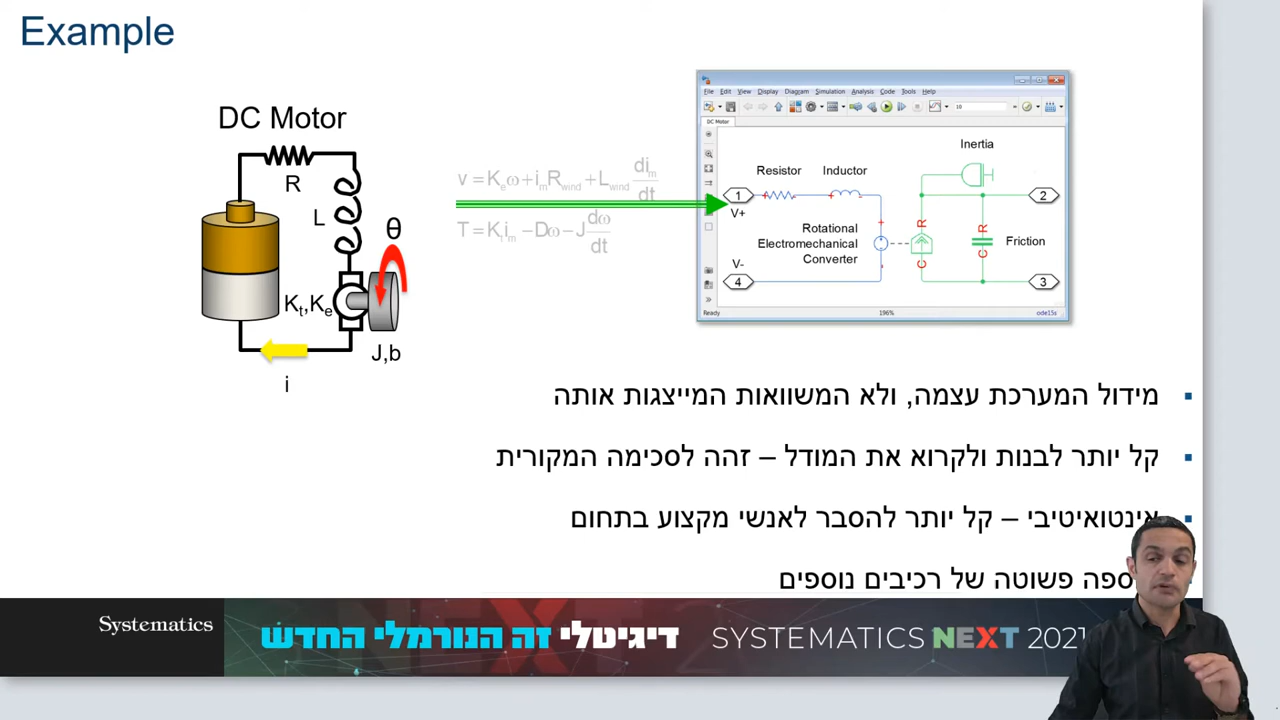 Example
DC Motor
R
L
θ
Kt,Ke
J,b
i
v = Keω + imRwind + Lwind dim/dt
T = Ktim – Dω – J dω/dt
File Edit View Display Diagram Simulation Analysis Code Tools Help
10
DC Motor
Inertia
Resistor
Inductor
1
2
V+
R
R
Rotational
Electromechanical
Converter
Friction
C
C
V-
4
3
Ready
196%
ode15s
מידול המערכת עצמה, ולא המשוואות המייצגות אותה
קל יותר לבנות ולקרוא את המודל – זהה לסכימה המקורית
אינטואיטיבי – קל יותר להסבר לאנשי מקצוע בתחום
פשוטה של רכיבים נוספים
Systematics
דיגיטלי זה הנורמלי החדש
SYSTEMATICS NEXT 2021